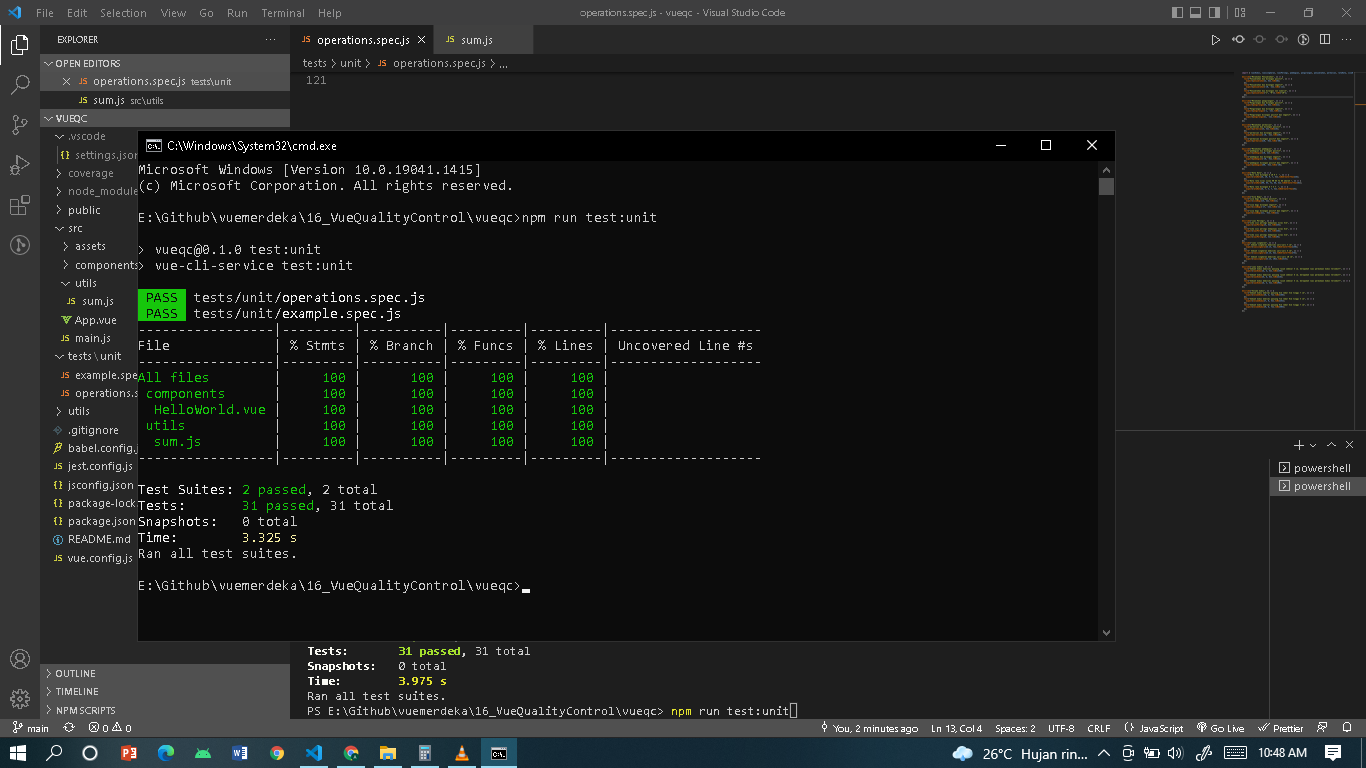 File Edit Selection View Go Run Terminal Help operations.spec.js - vueqc - Visual Studio Code
EXPLORER
OPEN EDITORS
operations.spec.js tests\unit
sum.js src\utils
VUEQC
.vscode
settings.json
coverage
node_module
public
src
assets
components
utils
sum.js
App.vue
main.js
tests \ unit
example.spe
operations.s
utils
.gitignore
babel.config.
jest.config.js
jsconfig.json
package-lock
package.json
README.md
vue.config.js
OUTLINE
TIMELINE
NPM SCRIPTS
operations.spec.js sum.js
tests > unit > JS operations.spec.js > ...
121
C:\Windows\System32\cmd.exe
Microsoft Windows [Version 10.0.19041.1415]
(c) Microsoft Corporation. All rights reserved.
E:\Github\vuemerdeka\16_VueQualityControl\vueqc>npm run test:unit
> vueqc@0.1.0 test:unit
> vue-cli-service test:unit
PASS tests/unit/operations.spec.js
PASS tests/unit/example.spec.js
-----------------|---------|----------|---------|---------|-------------------
File | % Stmts | % Branch | % Funcs | % Lines | Uncovered Line #s
-----------------|---------|----------|---------|---------|-------------------
All files | 100 | 100 | 100 | 100 |
components | 100 | 100 | 100 | 100 |
HelloWorld.vue | 100 | 100 | 100 | 100 |
utils | 100 | 100 | 100 | 100 |
sum.js | 100 | 100 | 100 | 100 |
-----------------|---------|----------|---------|---------|-------------------
Test Suites: 2 passed, 2 total
Tests: 31 passed, 31 total
Snapshots: 0 total
Time: 3.325 s
Ran all test suites.
E:\Github\vuemerdeka\16_VueQualityControl\vueqc>
powershell
powershell
Tests: 31 passed, 31 total
Snapshots: 0 total
Time: 3.975 s
Ran all test suites.
PS E:\Github\vuemerdeka\16_VueQualityControl\vueqc> npm run test:unit
main 0 0 You, 2 minutes ago Ln 13, Col 4 Spaces: 2 UTF-8 CRLF JavaScript Go Live Prettier
26°C Hujan rin... 10:48 AM